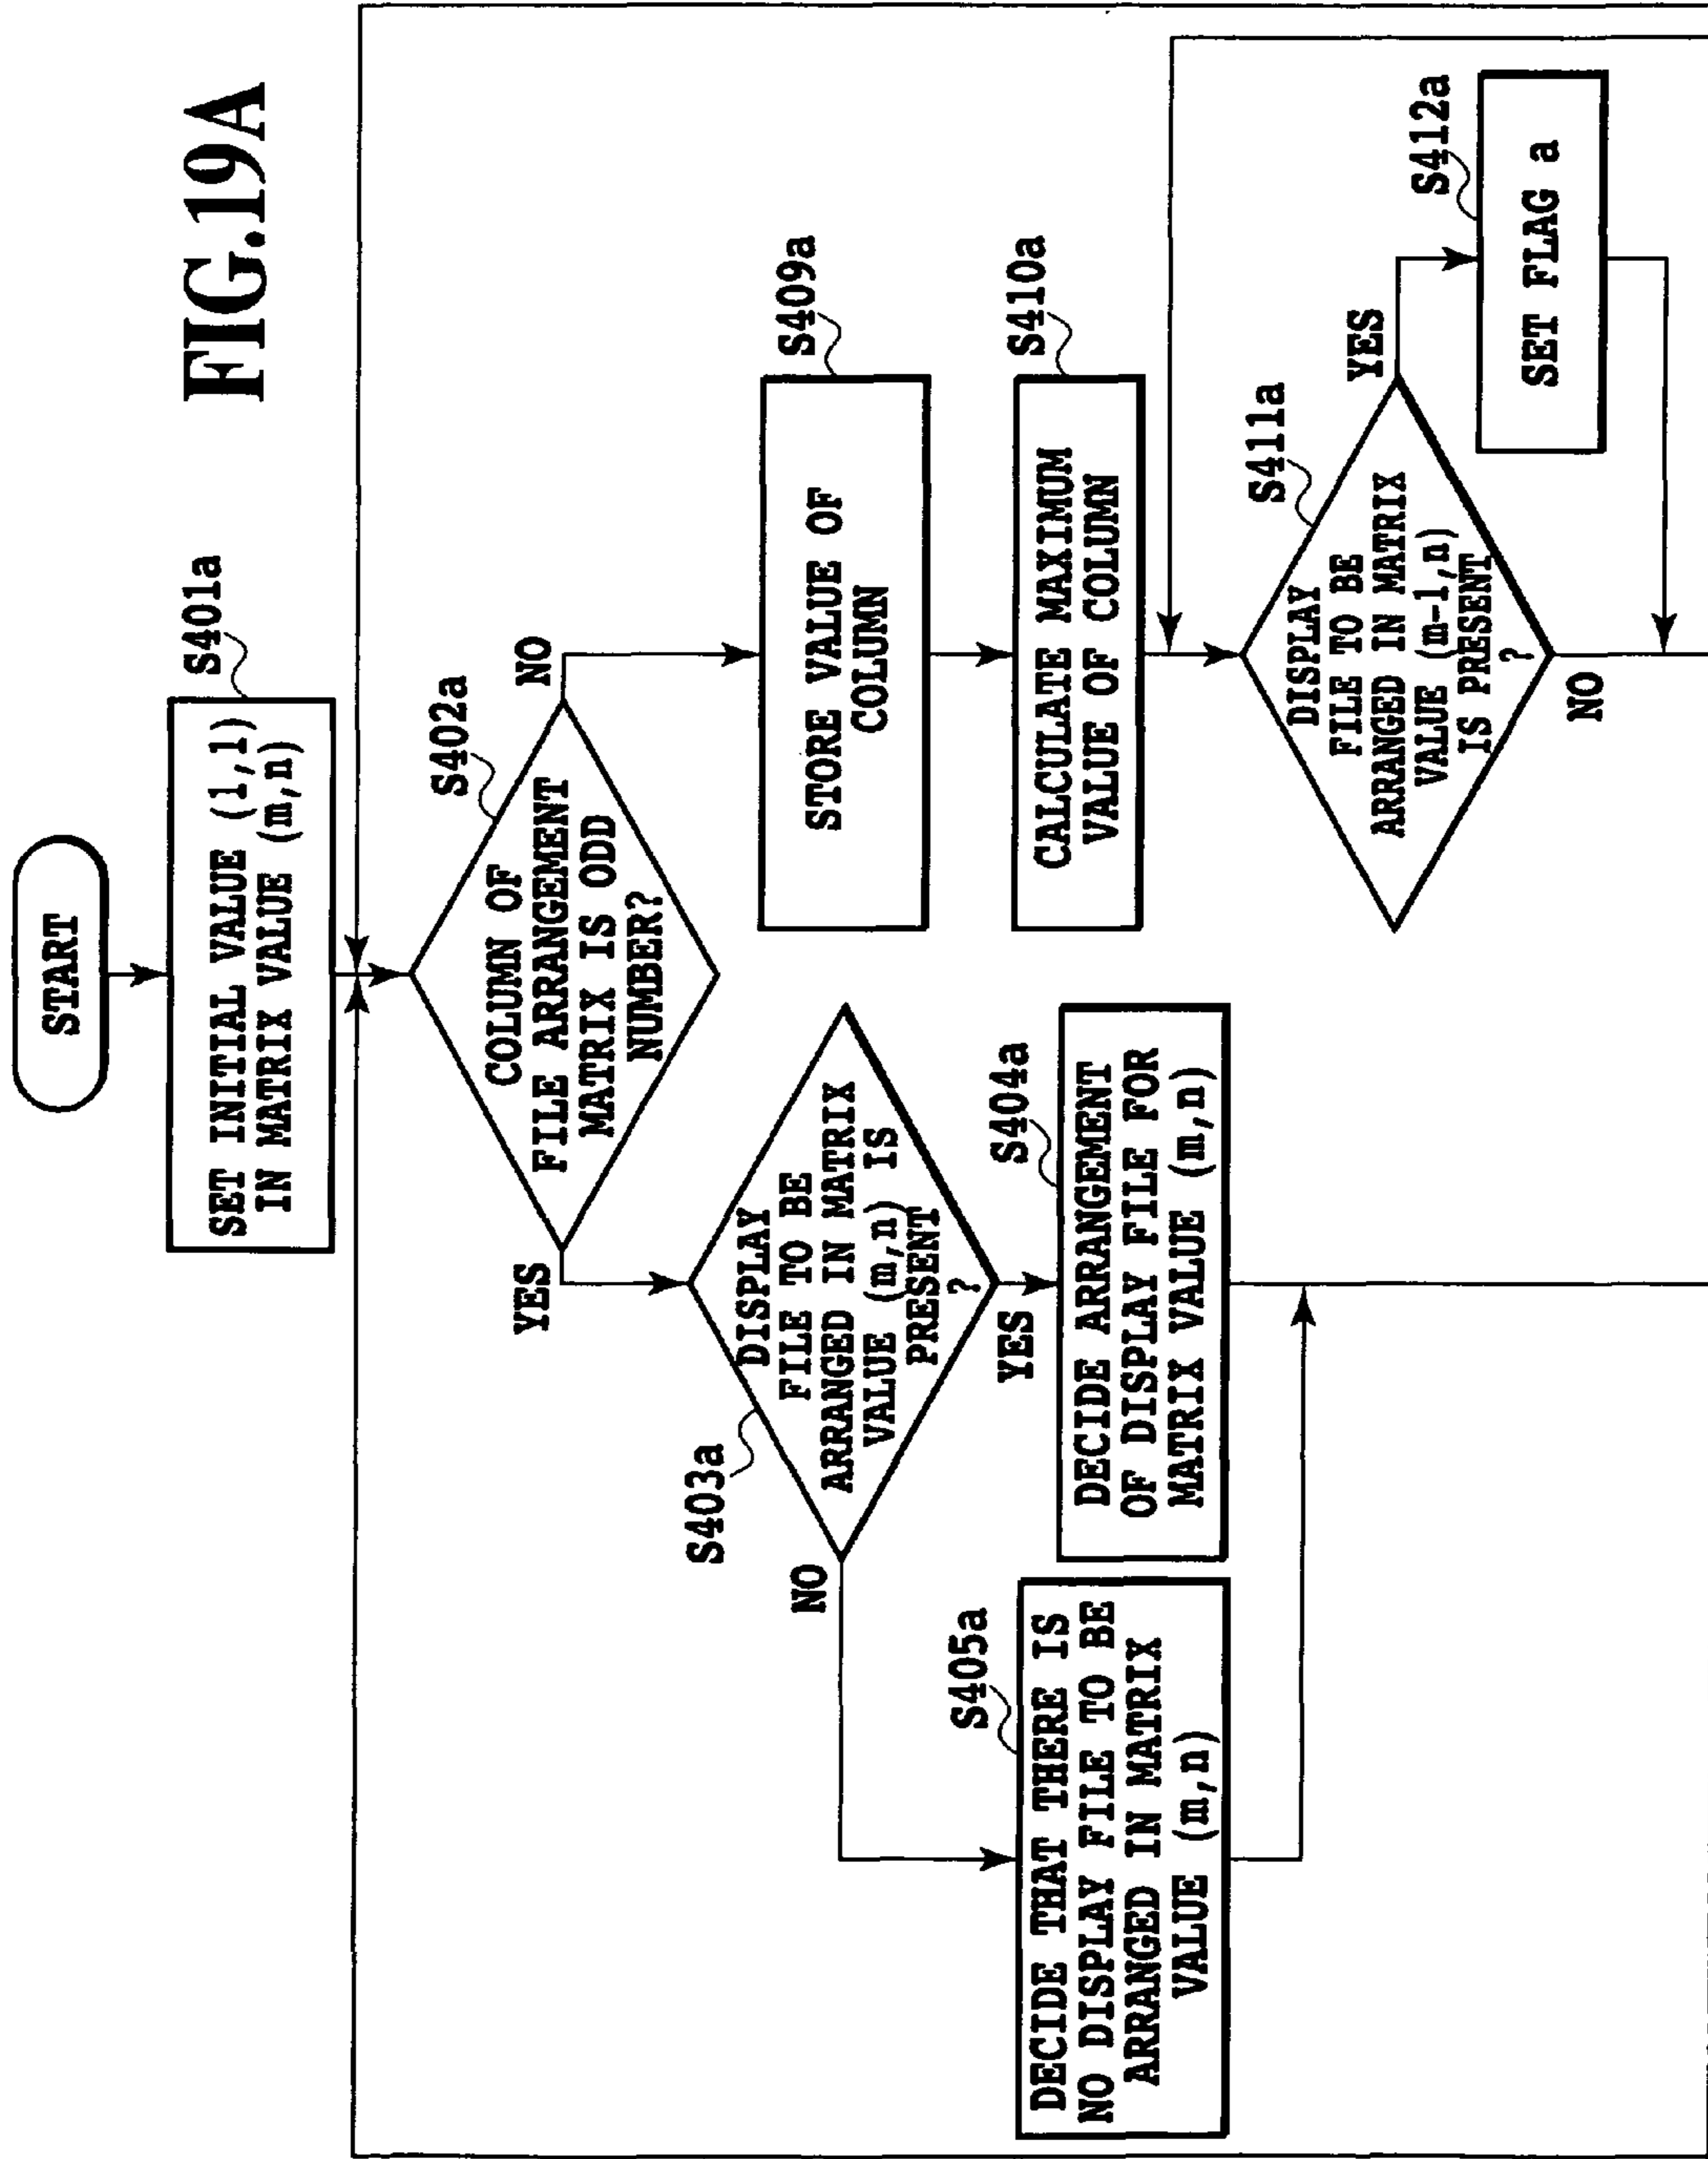 FIG.19A
START
S401a
SET INITIAL VALUE (1,1)
IN MATRIX VALUE (m,n)
S402a
COLUMN OF
FILE ARRANGEMENT
MATRIX IS ODD
NUMBER?
YES
NO
S403a
DISPLAY
FILE TO BE
ARRANGED IN MATRIX
VALUE (m,n) IS
PRESENT
?
NO
YES
S405a
DECIDE THAT THERE IS
NO DISPLAY FILE TO BE
ARRANGED IN MATRIX
VALUE (m,n)
S404a
DECIDE ARRANGEMENT
OF DISPLAY FILE FOR
MATRIX VALUE (m,n)
S409a
STORE VALUE OF
COLUMN
S410a
CALCULATE MAXIMUM
VALUE OF COLUMN
S411a
DISPLAY
FILE TO BE
ARRANGED IN MATRIX
VALUE (m-1,n)
IS PRESENT
?
YES
NO
S412a
SET FLAG a